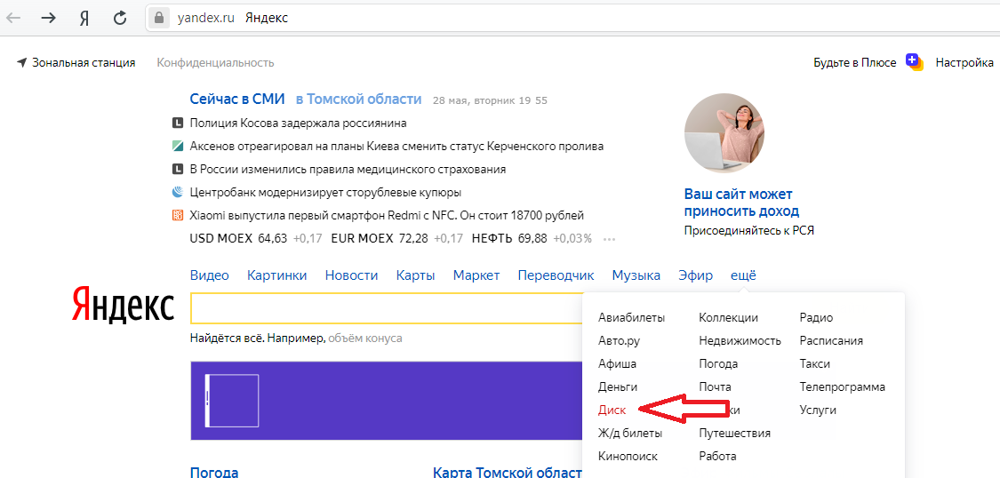 Я yandex.ru Яндекс
Зональная станция Конфиденциальность Будьте в Плюсе Настройка
Сейчас в СМИ в Томской области 28 мая, вторник 19 55
Полиция Косова задержала россиянина
Аксенов отреагировал на планы Киева сменить статус Керченского пролива
В России изменились правила медицинского страхования
Центробанк модернизирует сторублевые купюры
Xiaomi выпустила первый смартфон Redmi с NFC. Он стоит 18700 рублей
USD MOEX 64,63 +0,17 EUR MOEX 72,28 +0,17 НЕФТЬ 69,88 +0,03% •••
Ваш сайт может
приносить доход
Присоединяйтесь к РСЯ
Видео Картинки Новости Карты Маркет Переводчик Музыка Эфир ещё
Яндекс
Найдётся всё. Например, объём конуса
Авиабилеты Коллекции Радио
Авто.ру Недвижимость Расписания
Афиша Погода Такси
Деньги Почта Телепрограмма
Диск ки Услуги
Ж/д билеты Путешествия
Кинопоиск Работа
Погода Карта Томской област